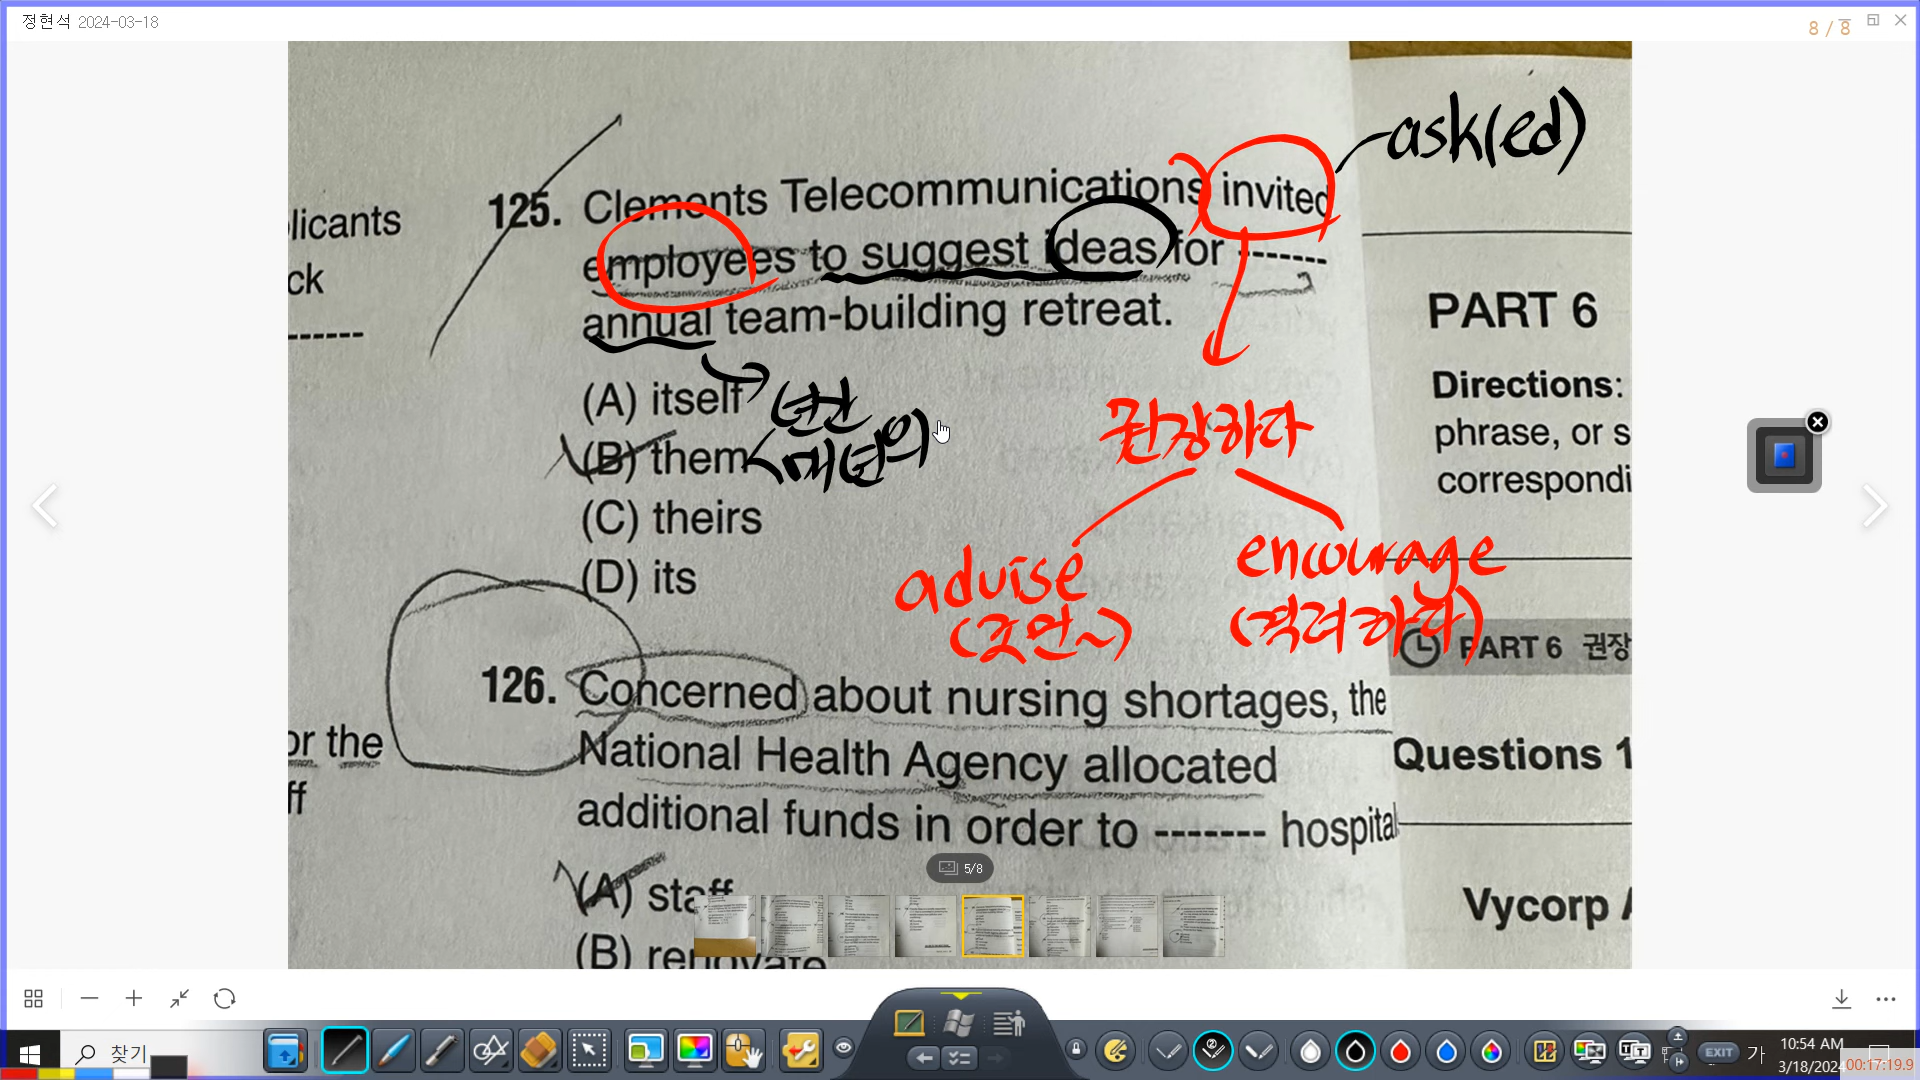 정현석 2024-03-18
8 / 8
ask(ed)
licants
ck
-------
125. Clements Telecommunications invited
employees to suggest ideas for -------
annual team-building retreat.
(A) itself
(B) them
(C) theirs
(D) its
년간
매년의
권장하다
advise
(조언~)
encourage
(격려하다)
126. Concerned about nursing shortages, the
National Health Agency allocated
additional funds in order to ------- hospital
(A) staff
(B) renovate
or the
ff
PART 6
Directions:
phrase, or s
correspondi
PART 6 권장
Questions 1
Vycorp
5/8
찾기
EXIT
가
10:54 AM
3/18/2024
00:17:19.9